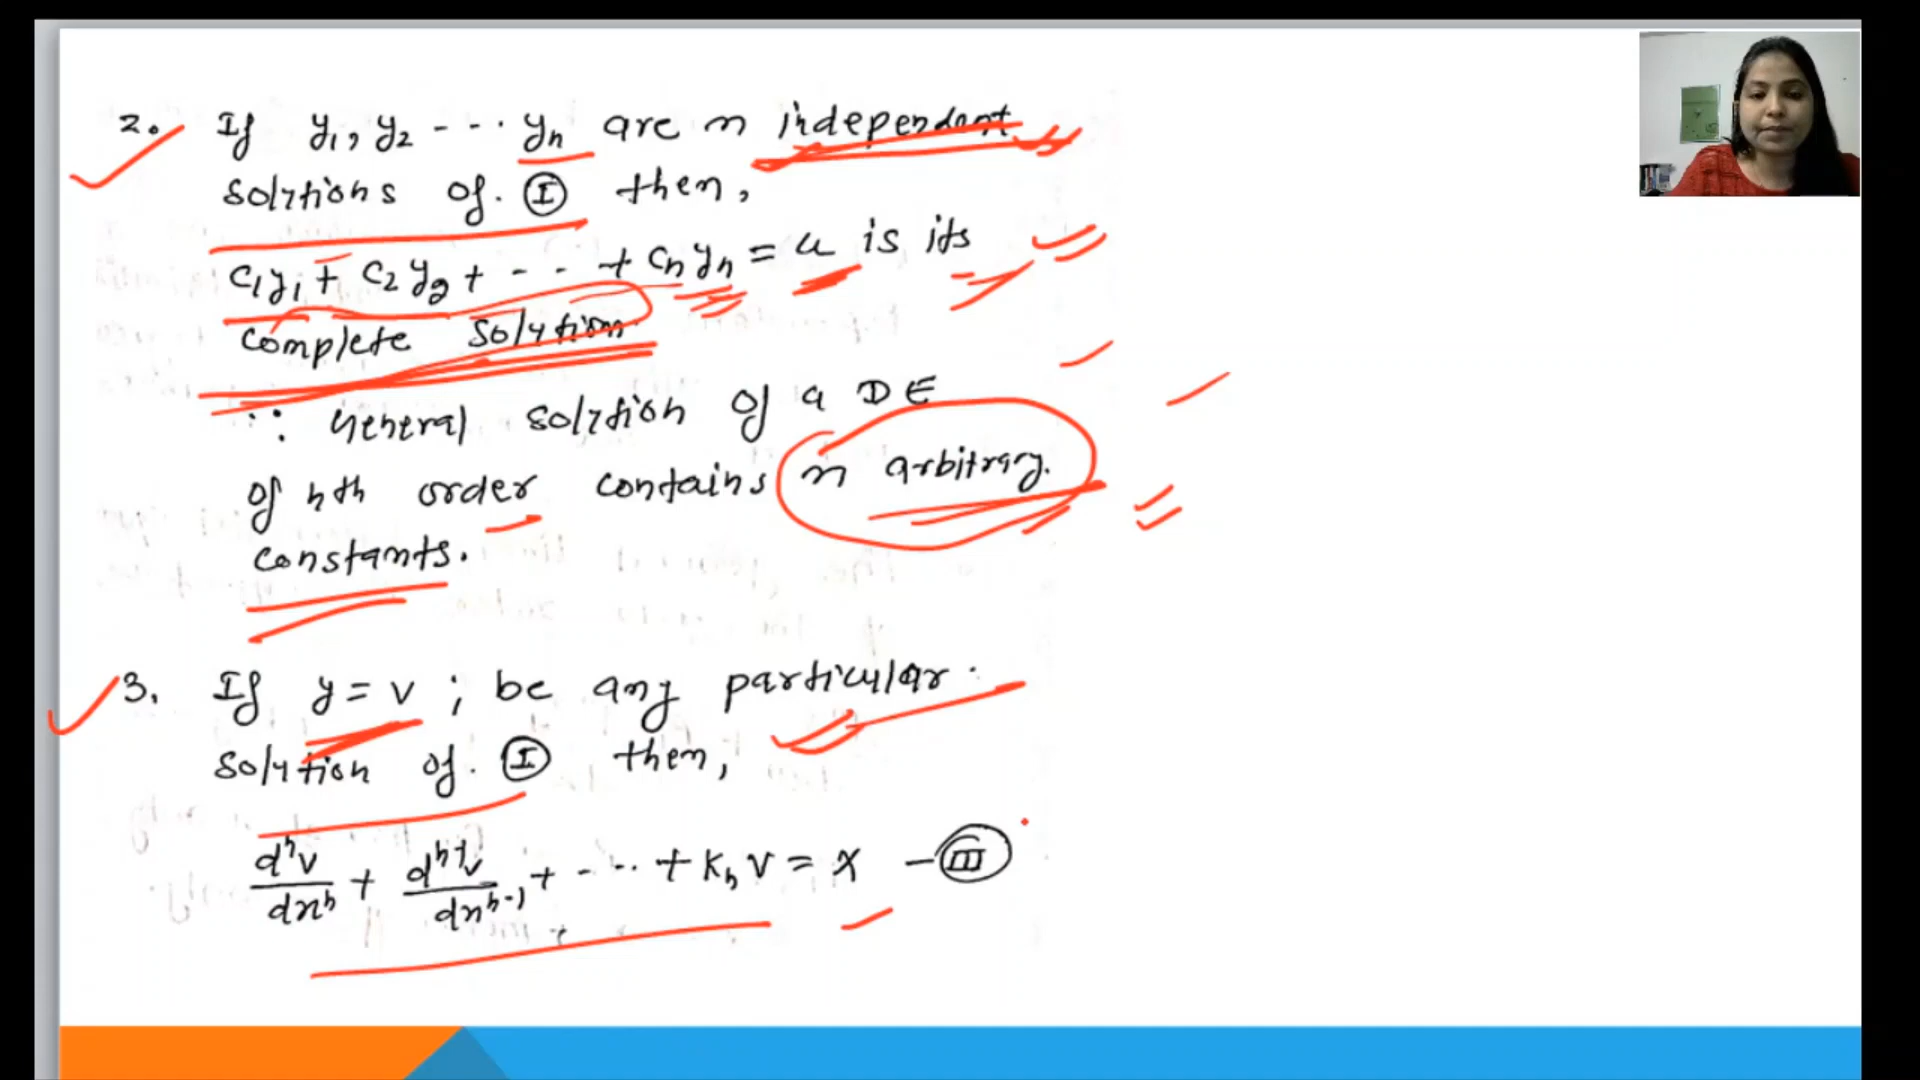 2. If y₁, y₂ - - · yₙ are n independent
solutions of. Ⓘ then,
c₁y₁ + c₂y₂ + - - · + cₙyₙ = u is its
complete solution.
∵ General solution of a DE
of nth order contains n arbitrary.
constants.
3. If y = v ; be any particular.
solution of. Ⓘ then,
dⁿv/dxⁿ + dⁿ⁻¹v/dxⁿ⁻¹ + - - ·· + kₙ v = X - (III)